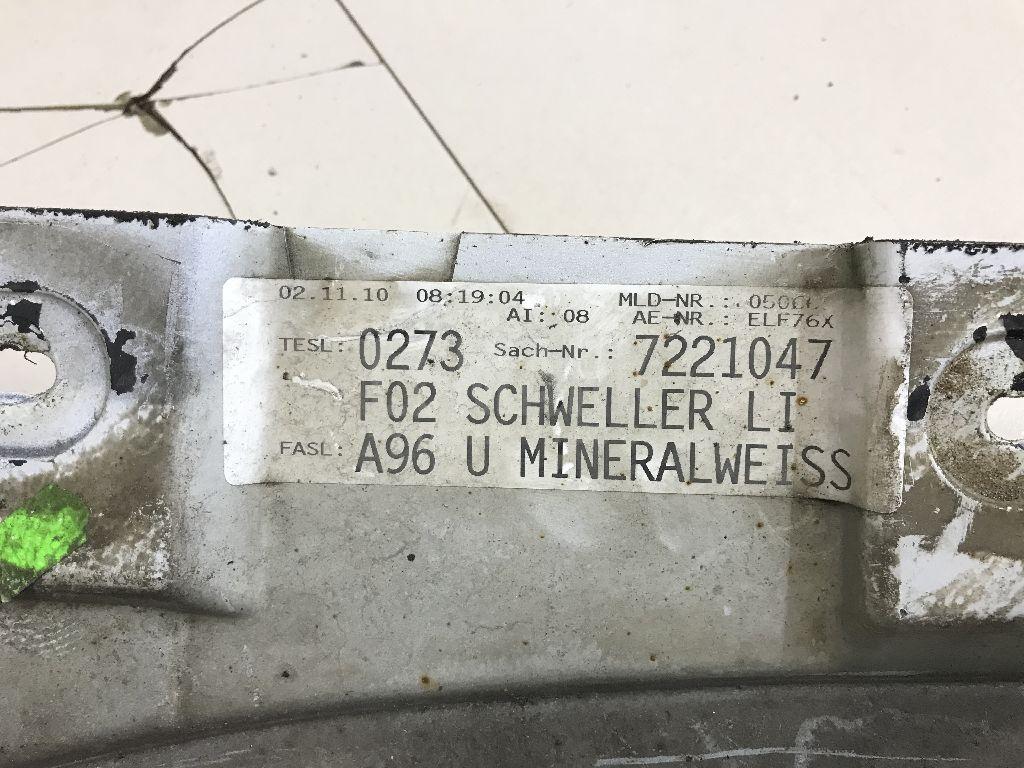 02.11.10 08:19:04 MLD-NR.:
AI: 08 AE-NR.: ELF76X
TESL: 0273 Sach-Nr.: 7221047
F02 SCHWELLER LI
FASL: A96 U MINERALWEISS